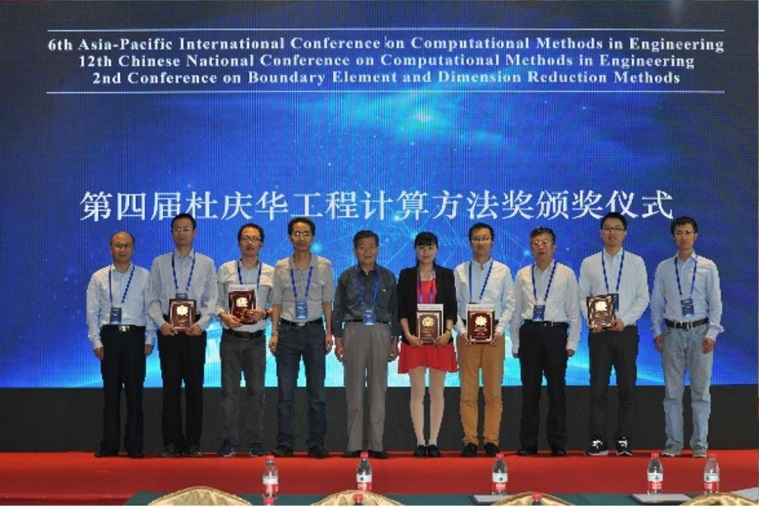 6th Asia-Pacific International Conference on Computational Methods in Engineering
12th Chinese National Conference on Computational Methods in Engineering
2nd Conference on Boundary Element and Dimension Reduction Methods
第四届杜庆华工程计算方法奖颁奖仪式